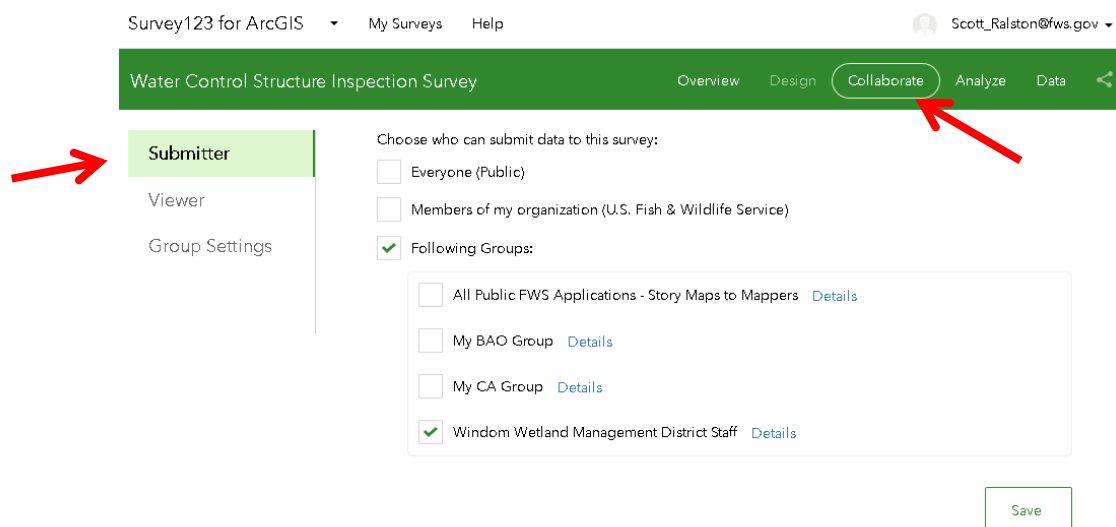 Survey123 for ArcGIS My Surveys Help Scott_Ralston@fws.gov
Water Control Structure Inspection Survey Overview Design Collaborate Analyze Data
Submitter
Viewer
Group Settings
Choose who can submit data to this survey:
Everyone (Public)
Members of my organization (U.S. Fish & Wildlife Service)
Following Groups:
All Public FWS Applications - Story Maps to Mappers Details
My BAO Group Details
My CA Group Details
Windom Wetland Management District Staff Details
Save